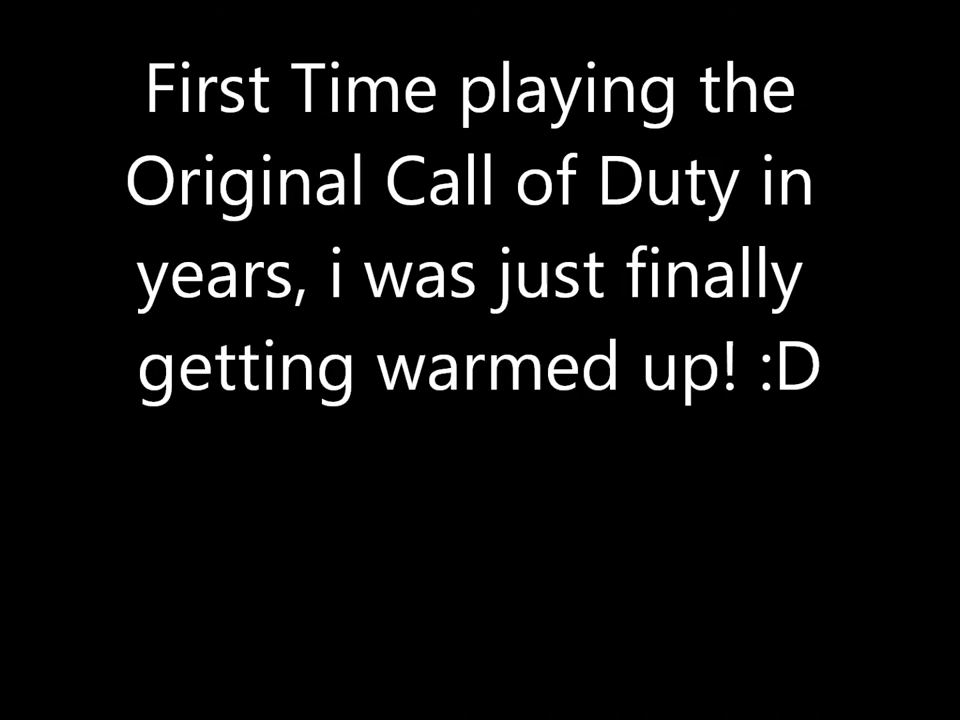 First Time playing the
Original Call of Duty in
years, i was just finally
getting warmed up! :D